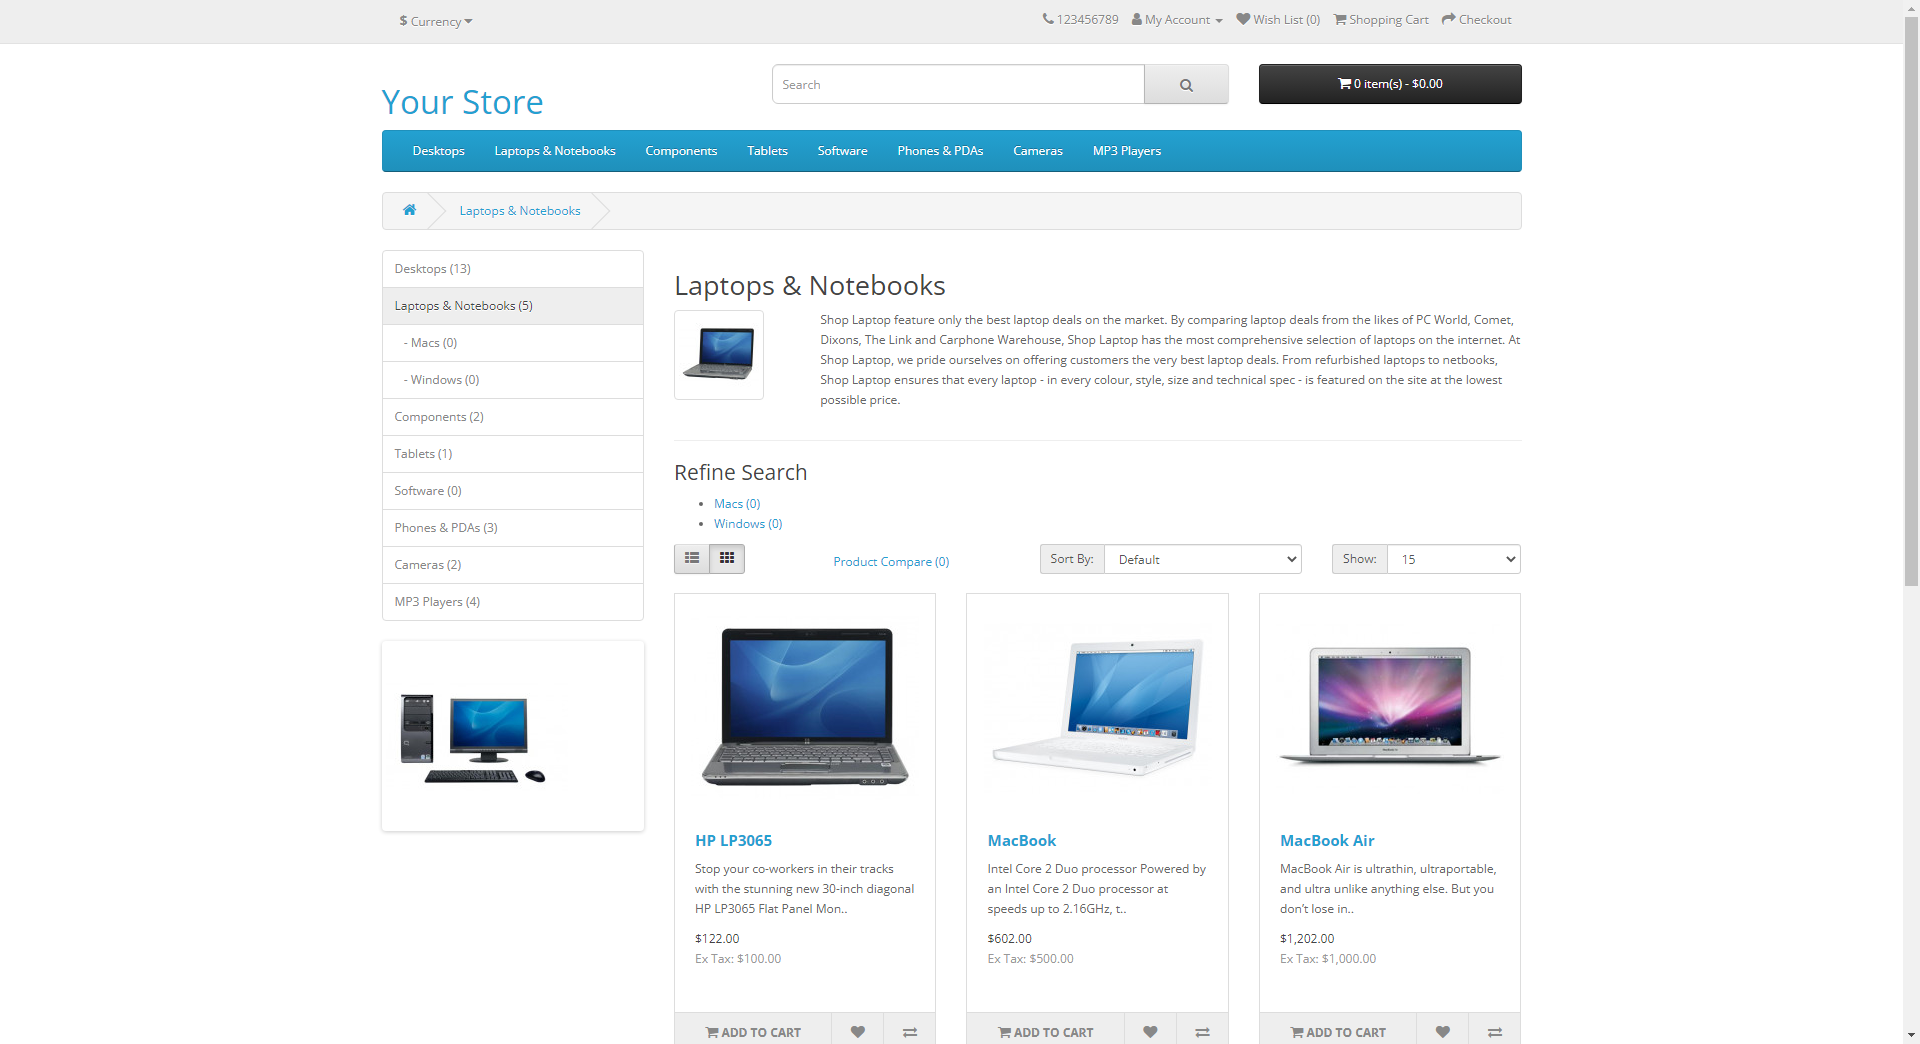 $ Currency
123456789
My Account
Wish List (0)
Shopping Cart
Checkout
Your Store
Search
0 item(s) - $0.00
Desktops
Laptops & Notebooks
Components
Tablets
Software
Phones & PDAs
Cameras
MP3 Players
Laptops & Notebooks
Desktops (13)
Laptops & Notebooks (5)
- Macs (0)
- Windows (0)
Components (2)
Tablets (1)
Software (0)
Phones & PDAs (3)
Cameras (2)
MP3 Players (4)
Laptops & Notebooks
Shop Laptop feature only the best laptop deals on the market. By comparing laptop deals from the likes of PC World, Comet,
Dixons, The Link and Carphone Warehouse, Shop Laptop has the most comprehensive selection of laptops on the internet. At
Shop Laptop, we pride ourselves on offering customers the very best laptop deals. From refurbished laptops to netbooks,
Shop Laptop ensures that every laptop - in every colour, style, size and technical spec - is featured on the site at the lowest
possible price.
Refine Search
Macs (0)
Windows (0)
Product Compare (0)
Sort By:
Default
Show:
15
HP LP3065
Stop your co-workers in their tracks
with the stunning new 30-inch diagonal
HP LP3065 Flat Panel Mon..
$122.00
Ex Tax: $100.00
ADD TO CART
MacBook
Intel Core 2 Duo processor Powered by
an Intel Core 2 Duo processor at
speeds up to 2.16GHz, t..
$602.00
Ex Tax: $500.00
ADD TO CART
MacBook Air
MacBook Air is ultrathin, ultraportable,
and ultra unlike anything else. But you
don’t lose in..
$1,202.00
Ex Tax: $1,000.00
ADD TO CART